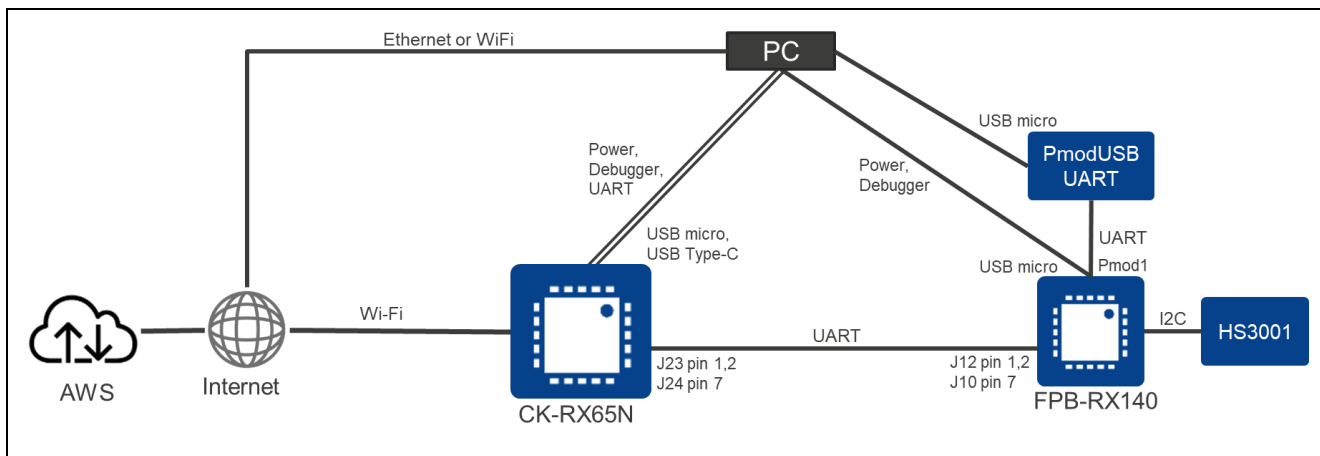 Ethernet or WiFi
PC
USB micro
PmodUSB
UART
Power,
Debugger,
UART
Power,
Debugger
USB micro,
USB Type-C
UART
USB micro
Pmod1
Wi-Fi
UART
I2C
HS3001
J23 pin 1,2
J24 pin 7
J12 pin 1,2
J10 pin 7
AWS
Internet
CK-RX65N
FPB-RX140